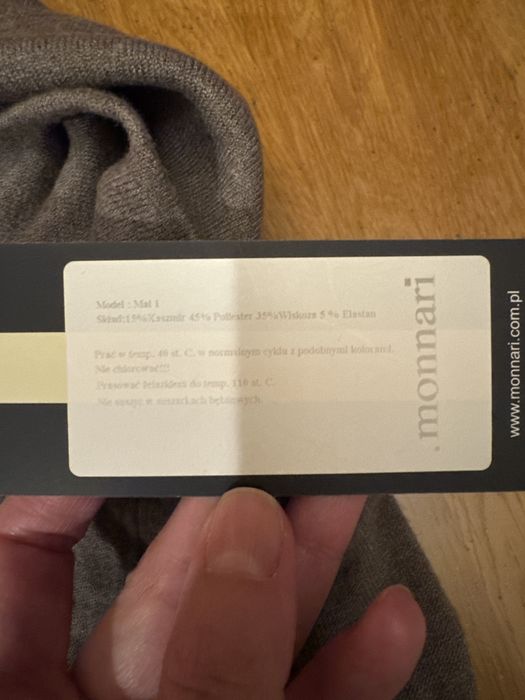 Model : Mal 1
Skład:15%Kaszmir 45% Poliester 35%Wiskoza 5 % Elastan
Prać w temp. 40 st. C. w normalnym cyklu z podobnymi kolorami.
Nie chlorować!!!
Prasować żelazkiem do temp. 110 st. C.
Nie suszyć w suszarkach bębnowych.
.monnari
www.monnari.com.pl